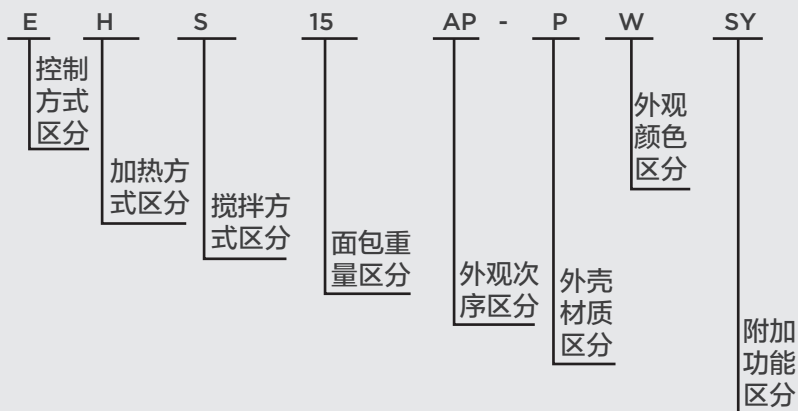 E H S 15 AP - P W SY
控制
方式
区分
加热方
式区分
搅拌方
式区分
面包重
量区分
外观次
序区分
外壳
材质
区分
外观
颜色
区分
附加
功能
区分